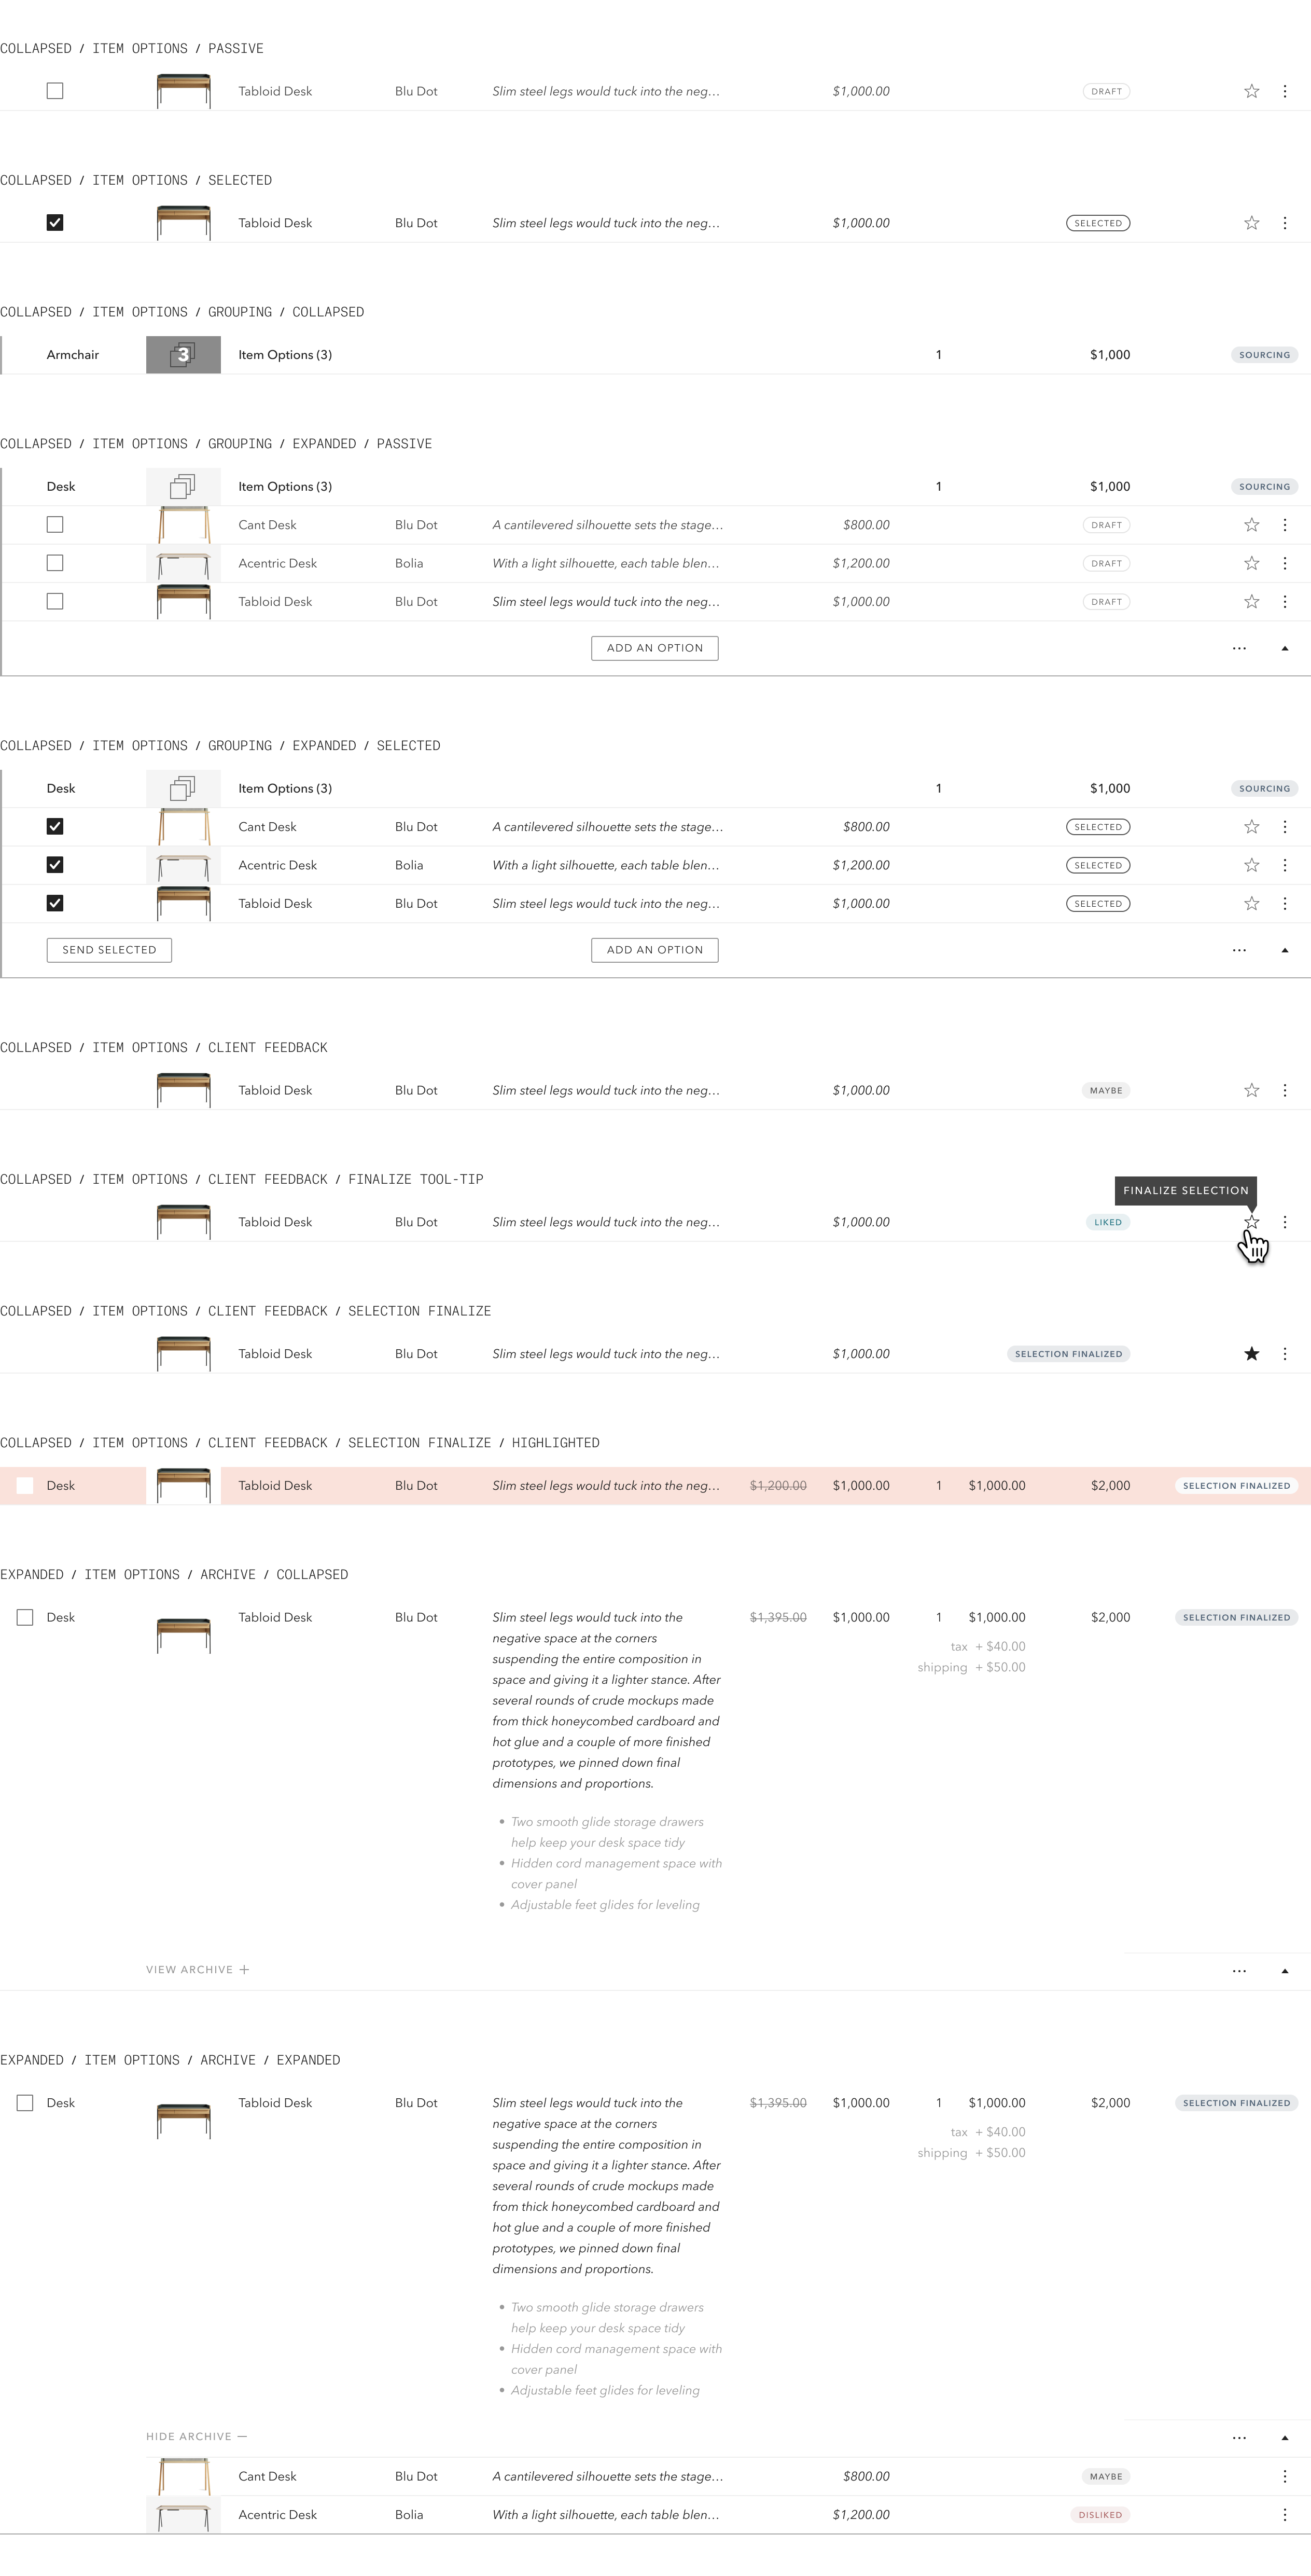 COLLAPSED / ITEM OPTIONS / PASSIVE
Tabloid Desk Blu Dot Slim steel legs would tuck into the neg... $1,000.00 DRAFT
COLLAPSED / ITEM OPTIONS / SELECTED
Tabloid Desk Blu Dot Slim steel legs would tuck into the neg... $1,000.00 SELECTED
COLLAPSED / ITEM OPTIONS / GROUPING / COLLAPSED
Armchair 3 Item Options (3) 1 $1,000 SOURCING
COLLAPSED / ITEM OPTIONS / GROUPING / EXPANDED / PASSIVE
Desk Item Options (3) 1 $1,000 SOURCING
Cant Desk Blu Dot A cantilevered silhouette sets the stage... $800.00 DRAFT
Acentric Desk Bolia With a light silhouette, each table blen... $1,200.00 DRAFT
Tabloid Desk Blu Dot Slim steel legs would tuck into the neg... $1,000.00 DRAFT
ADD AN OPTION
COLLAPSED / ITEM OPTIONS / GROUPING / EXPANDED / SELECTED
Desk Item Options (3) 1 $1,000 SOURCING
Cant Desk Blu Dot A cantilevered silhouette sets the stage... $800.00 SELECTED
Acentric Desk Bolia With a light silhouette, each table blen... $1,200.00 SELECTED
Tabloid Desk Blu Dot Slim steel legs would tuck into the neg... $1,000.00 SELECTED
SEND SELECTED ADD AN OPTION
COLLAPSED / ITEM OPTIONS / CLIENT FEEDBACK
Tabloid Desk Blu Dot Slim steel legs would tuck into the neg... $1,000.00 MAYBE
COLLAPSED / ITEM OPTIONS / CLIENT FEEDBACK / FINALIZE TOOL-TIP
FINALIZE SELECTION
Tabloid Desk Blu Dot Slim steel legs would tuck into the neg... $1,000.00 LIKED
COLLAPSED / ITEM OPTIONS / CLIENT FEEDBACK / SELECTION FINALIZE
Tabloid Desk Blu Dot Slim steel legs would tuck into the neg... $1,000.00 SELECTION FINALIZED
COLLAPSED / ITEM OPTIONS / CLIENT FEEDBACK / SELECTION FINALIZE / HIGHLIGHTED
Desk Tabloid Desk Blu Dot Slim steel legs would tuck into the neg... $1,200.00 $1,000.00 1 $1,000.00 $2,000 SELECTION FINALIZED
EXPANDED / ITEM OPTIONS / ARCHIVE / COLLAPSED
Desk Tabloid Desk Blu Dot Slim steel legs would tuck into the $1,395.00 $1,000.00 1 $1,000.00 $2,000 SELECTION FINALIZED
negative space at the corners
tax + $40.00
suspending the entire composition in
shipping + $50.00
space and giving it a lighter stance. After
several rounds of crude mockups made
from thick honeycombed cardboard and
hot glue and a couple of more finished
prototypes, we pinned down final
dimensions and proportions.
• Two smooth glide storage drawers
help keep your desk space tidy
• Hidden cord management space with
cover panel
• Adjustable feet glides for leveling
VIEW ARCHIVE +
EXPANDED / ITEM OPTIONS / ARCHIVE / EXPANDED
Desk Tabloid Desk Blu Dot Slim steel legs would tuck into the $1,395.00 $1,000.00 1 $1,000.00 $2,000 SELECTION FINALIZED
negative space at the corners
tax + $40.00
suspending the entire composition in
shipping + $50.00
space and giving it a lighter stance. After
several rounds of crude mockups made
from thick honeycombed cardboard and
hot glue and a couple of more finished
prototypes, we pinned down final
dimensions and proportions.
• Two smooth glide storage drawers
help keep your desk space tidy
• Hidden cord management space with
cover panel
• Adjustable feet glides for leveling
HIDE ARCHIVE —
Cant Desk Blu Dot A cantilevered silhouette sets the stage... $800.00 MAYBE
Acentric Desk Bolia With a light silhouette, each table blen... $1,200.00 DISLIKED